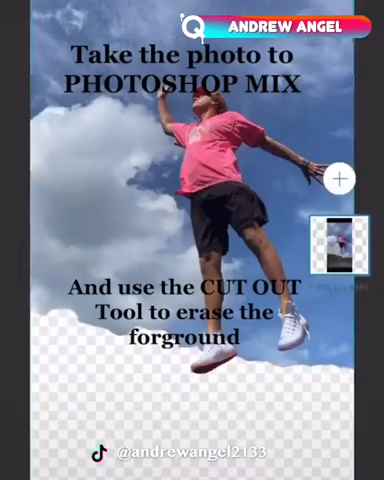 ANDREW ANGEL
Take the photo to
PHOTOSHOP MIX
And use the CUT OUT
Tool to erase the
forground
@andrewangel2133